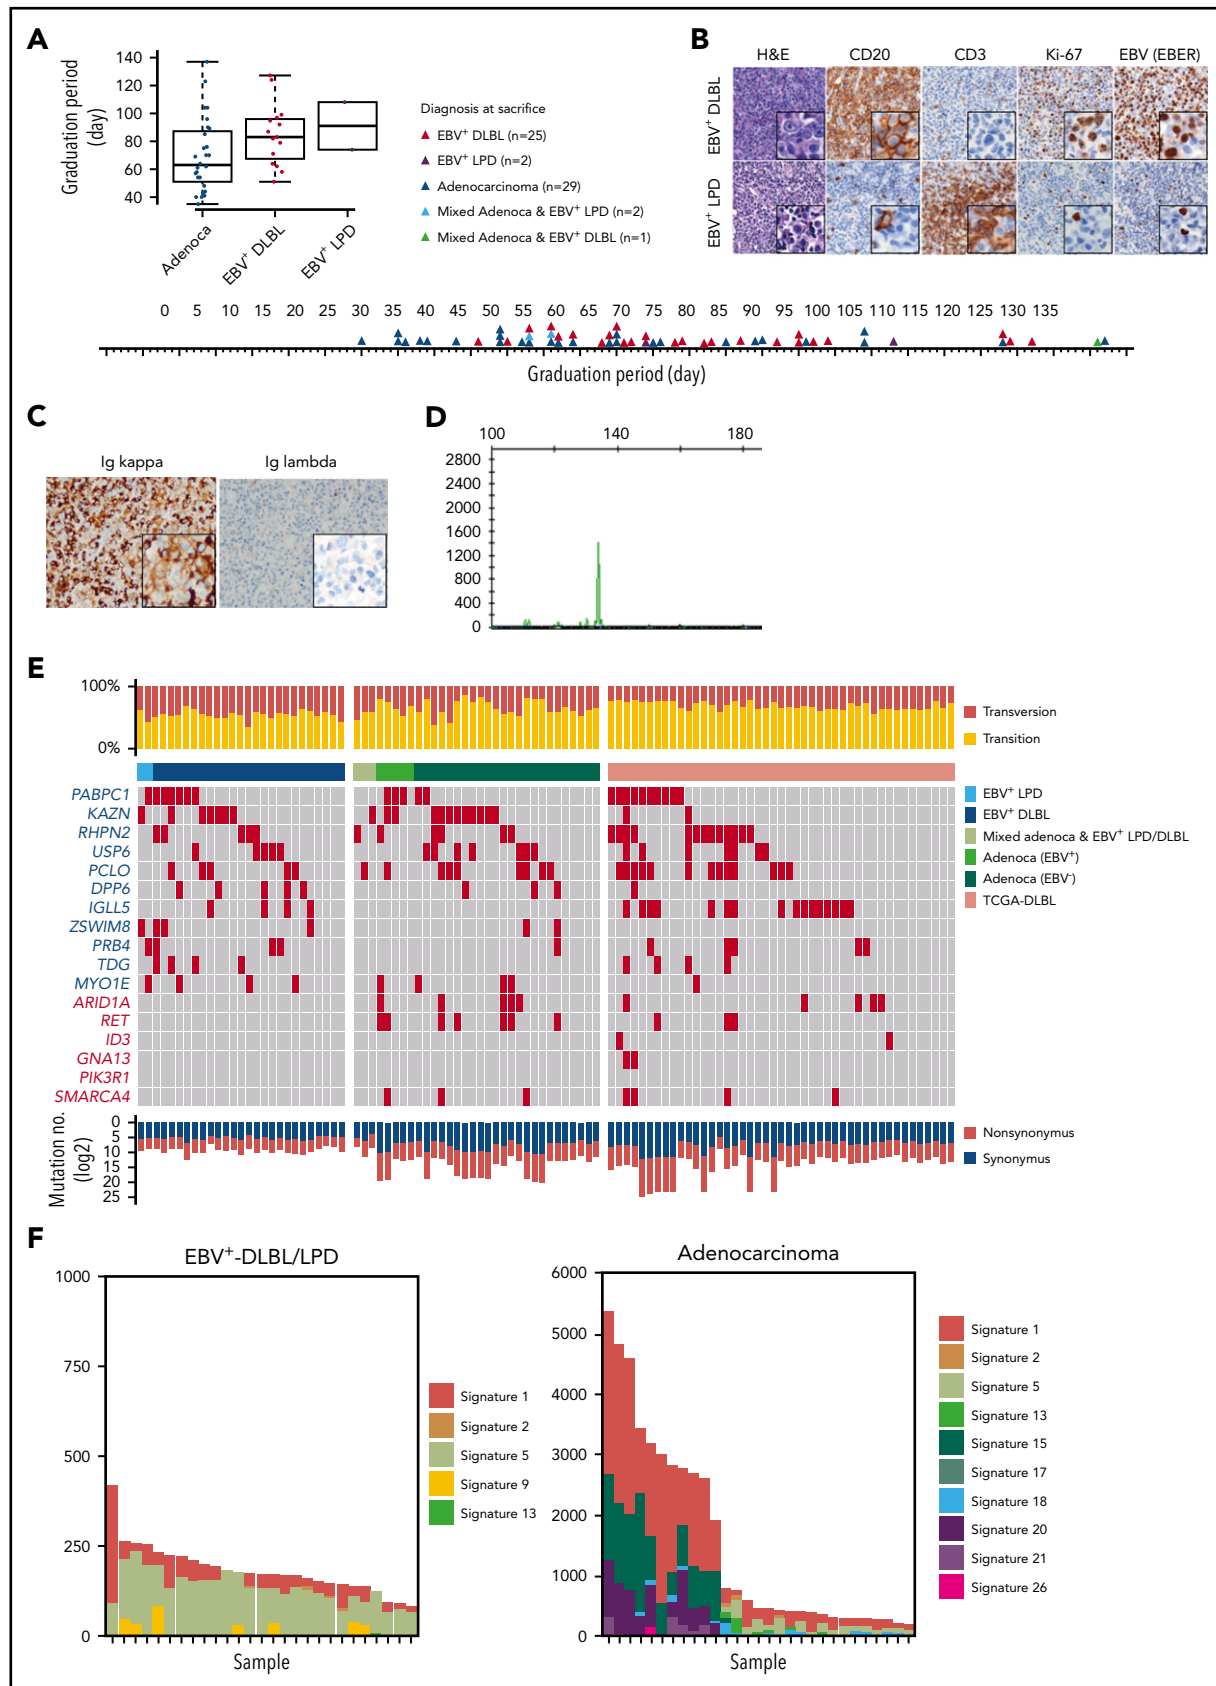 A
Graduation period
(day)
140
120
100
80
60
40
Adenoca
EBV+ DLBL
EBV+ LPD
Diagnosis at sacrifice
EBV+ DLBL (n=25)
EBV+ LPD (n=2)
Adenocarcinoma (n=29)
Mixed Adenoca & EBV+ LPD (n=2)
Mixed Adenoca & EBV+ DLBL (n=1)
B
H&E CD20 CD3 Ki-67 EBV (EBER)
EBV+ DLBL
EBV+ LPD
0 5 10 15 20 25 30 35 40 45 50 55 60 65 70 75 80 85 90 95 100 105 110 115 120 125 130 135
Graduation period (day)
C
Ig kappa Ig lambda
D
100 140 180
2800
2400
2000
1600
1200
800
400
0
E
100%
0%
Transversion
Transition
PABPC1
KAZN
RHPN2
USP6
PCLO
DPP6
IGLL5
ZSWIM8
PRB4
TDG
MYO1E
ARID1A
RET
ID3
GNA13
PIK3R1
SMARCA4
EBV+ LPD
EBV+ DLBL
Mixed adenoca & EBV+ LPD/DLBL
Adenoca (EBV+)
Adenoca (EBV-)
TCGA-DLBL
Mutation no.
(log2)
0
5
10
15
20
25
Nonsynonymus
Synonymus
F
EBV+-DLBL/LPD
1000
750
500
250
0
Sample
Signature 1
Signature 2
Signature 5
Signature 9
Signature 13
Adenocarcinoma
6000
5000
4000
3000
2000
1000
0
Sample
Signature 1
Signature 2
Signature 5
Signature 13
Signature 15
Signature 17
Signature 18
Signature 20
Signature 21
Signature 26